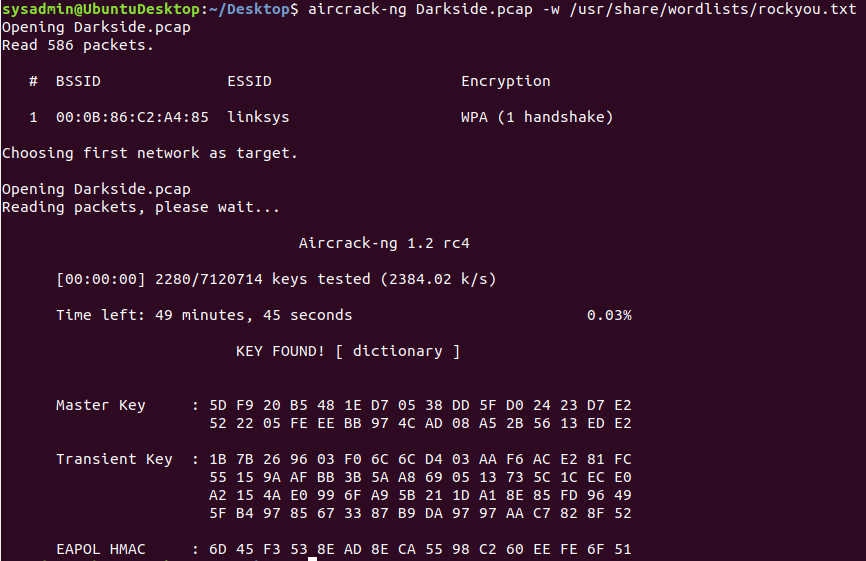 sysadmin@UbuntuDesktop:~/Desktop$ aircrack-ng Darkside.pcap -w /usr/share/wordlists/rockyou.txt
Opening Darkside.pcap
Read 586 packets.
# BSSID ESSID Encryption
1 00:0B:86:C2:A4:85 linksys WPA (1 handshake)
Choosing first network as target.
Opening Darkside.pcap
Reading packets, please wait...
Aircrack-ng 1.2 rc4
[00:00:00] 2280/7120714 keys tested (2384.02 k/s)
Time left: 49 minutes, 45 seconds 0.03%
KEY FOUND! [ dictionary ]
Master Key : 5D F9 20 B5 48 1E D7 05 38 DD 5F D0 24 23 D7 E2
52 22 05 FE EE BB 97 4C AD 08 A5 2B 56 13 ED E2
Transient Key : 1B 7B 26 96 03 F0 6C 6C D4 03 AA F6 AC E2 81 FC
55 15 9A AF BB 3B 5A A8 69 05 13 73 5C 1C EC E0
A2 15 4A E0 99 6F A9 5B 21 1D A1 8E 85 FD 96 49
5F B4 97 85 67 33 87 B9 DA 97 97 AA C7 82 8F 52
EAPOL HMAC : 6D 45 F3 53 8E AD 8E CA 55 98 C2 60 EE FE 6F 51